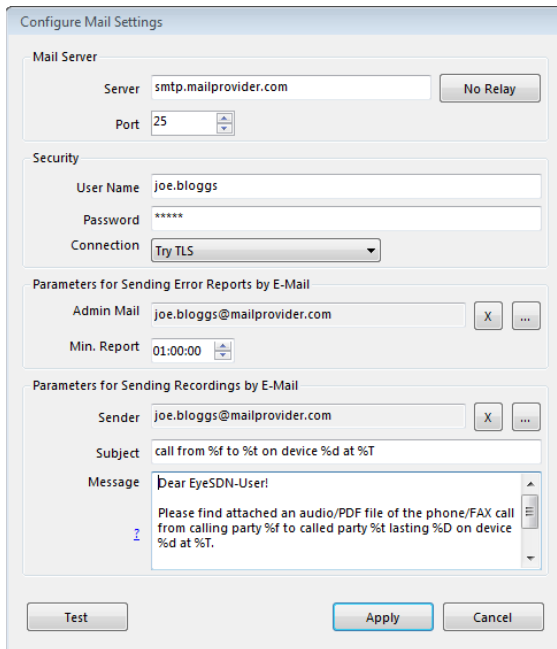 Configure Mail Settings
Mail Server
Server smtp.mailprovider.com No Relay
Port 25
Security
User Name joe.bloggs
Password *****
Connection Try TLS
Parameters for Sending Error Reports by E-Mail
Admin Mail joe.bloggs@mailprovider.com X ...
Min. Report 01:00:00
Parameters for Sending Recordings by E-Mail
Sender joe.bloggs@mailprovider.com X ...
Subject call from %f to %t on device %d at %T
Message Dear EyeSDN-User!
Please find attached an audio/PDF file of the phone/FAX call
from calling party %f to called party %t lasting %D on device
? %d at %T.
Test Apply Cancel